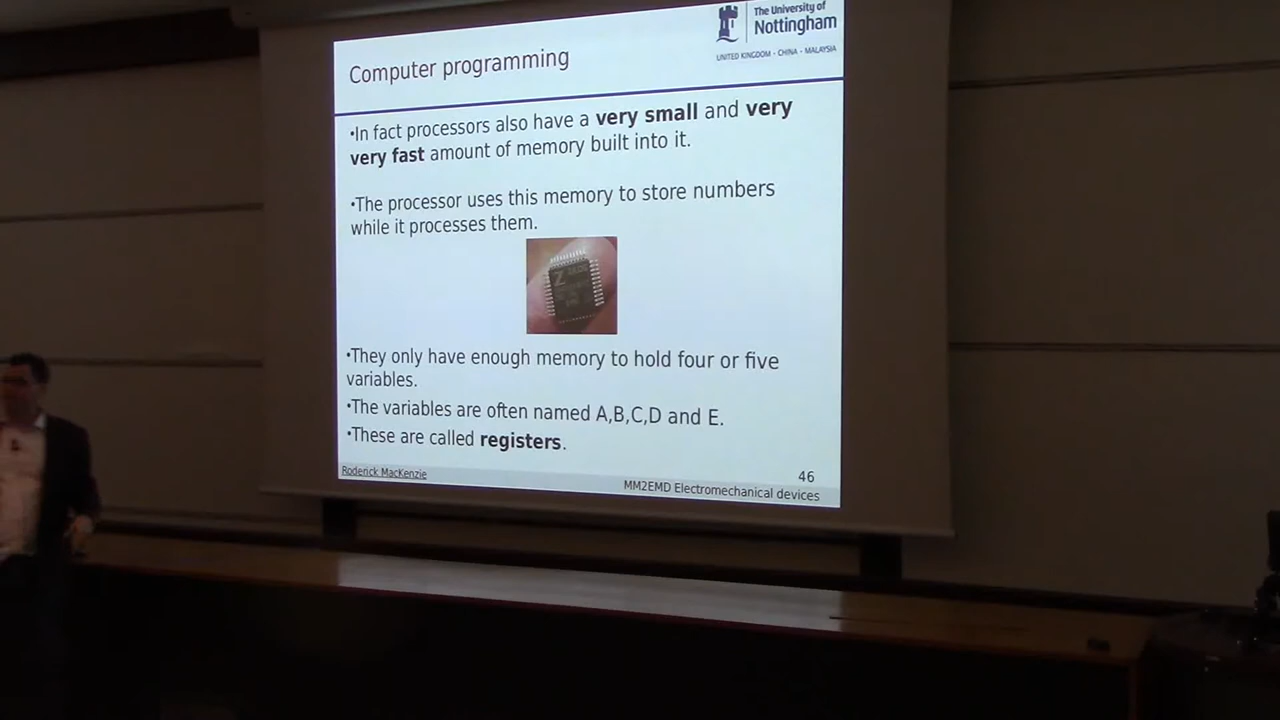 The University of
Nottingham
UNITED KINGDOM - CHINA - MALAYSIA
Computer programming
•In fact processors also have a very small and very
very fast amount of memory built into it.
•The processor uses this memory to store numbers
while it processes them.
Z
•They only have enough memory to hold four or five
variables.
•The variables are often named A,B,C,D and E.
•These are called registers.
Roderick MacKenzie
46
MM2EMD Electromechanical devices